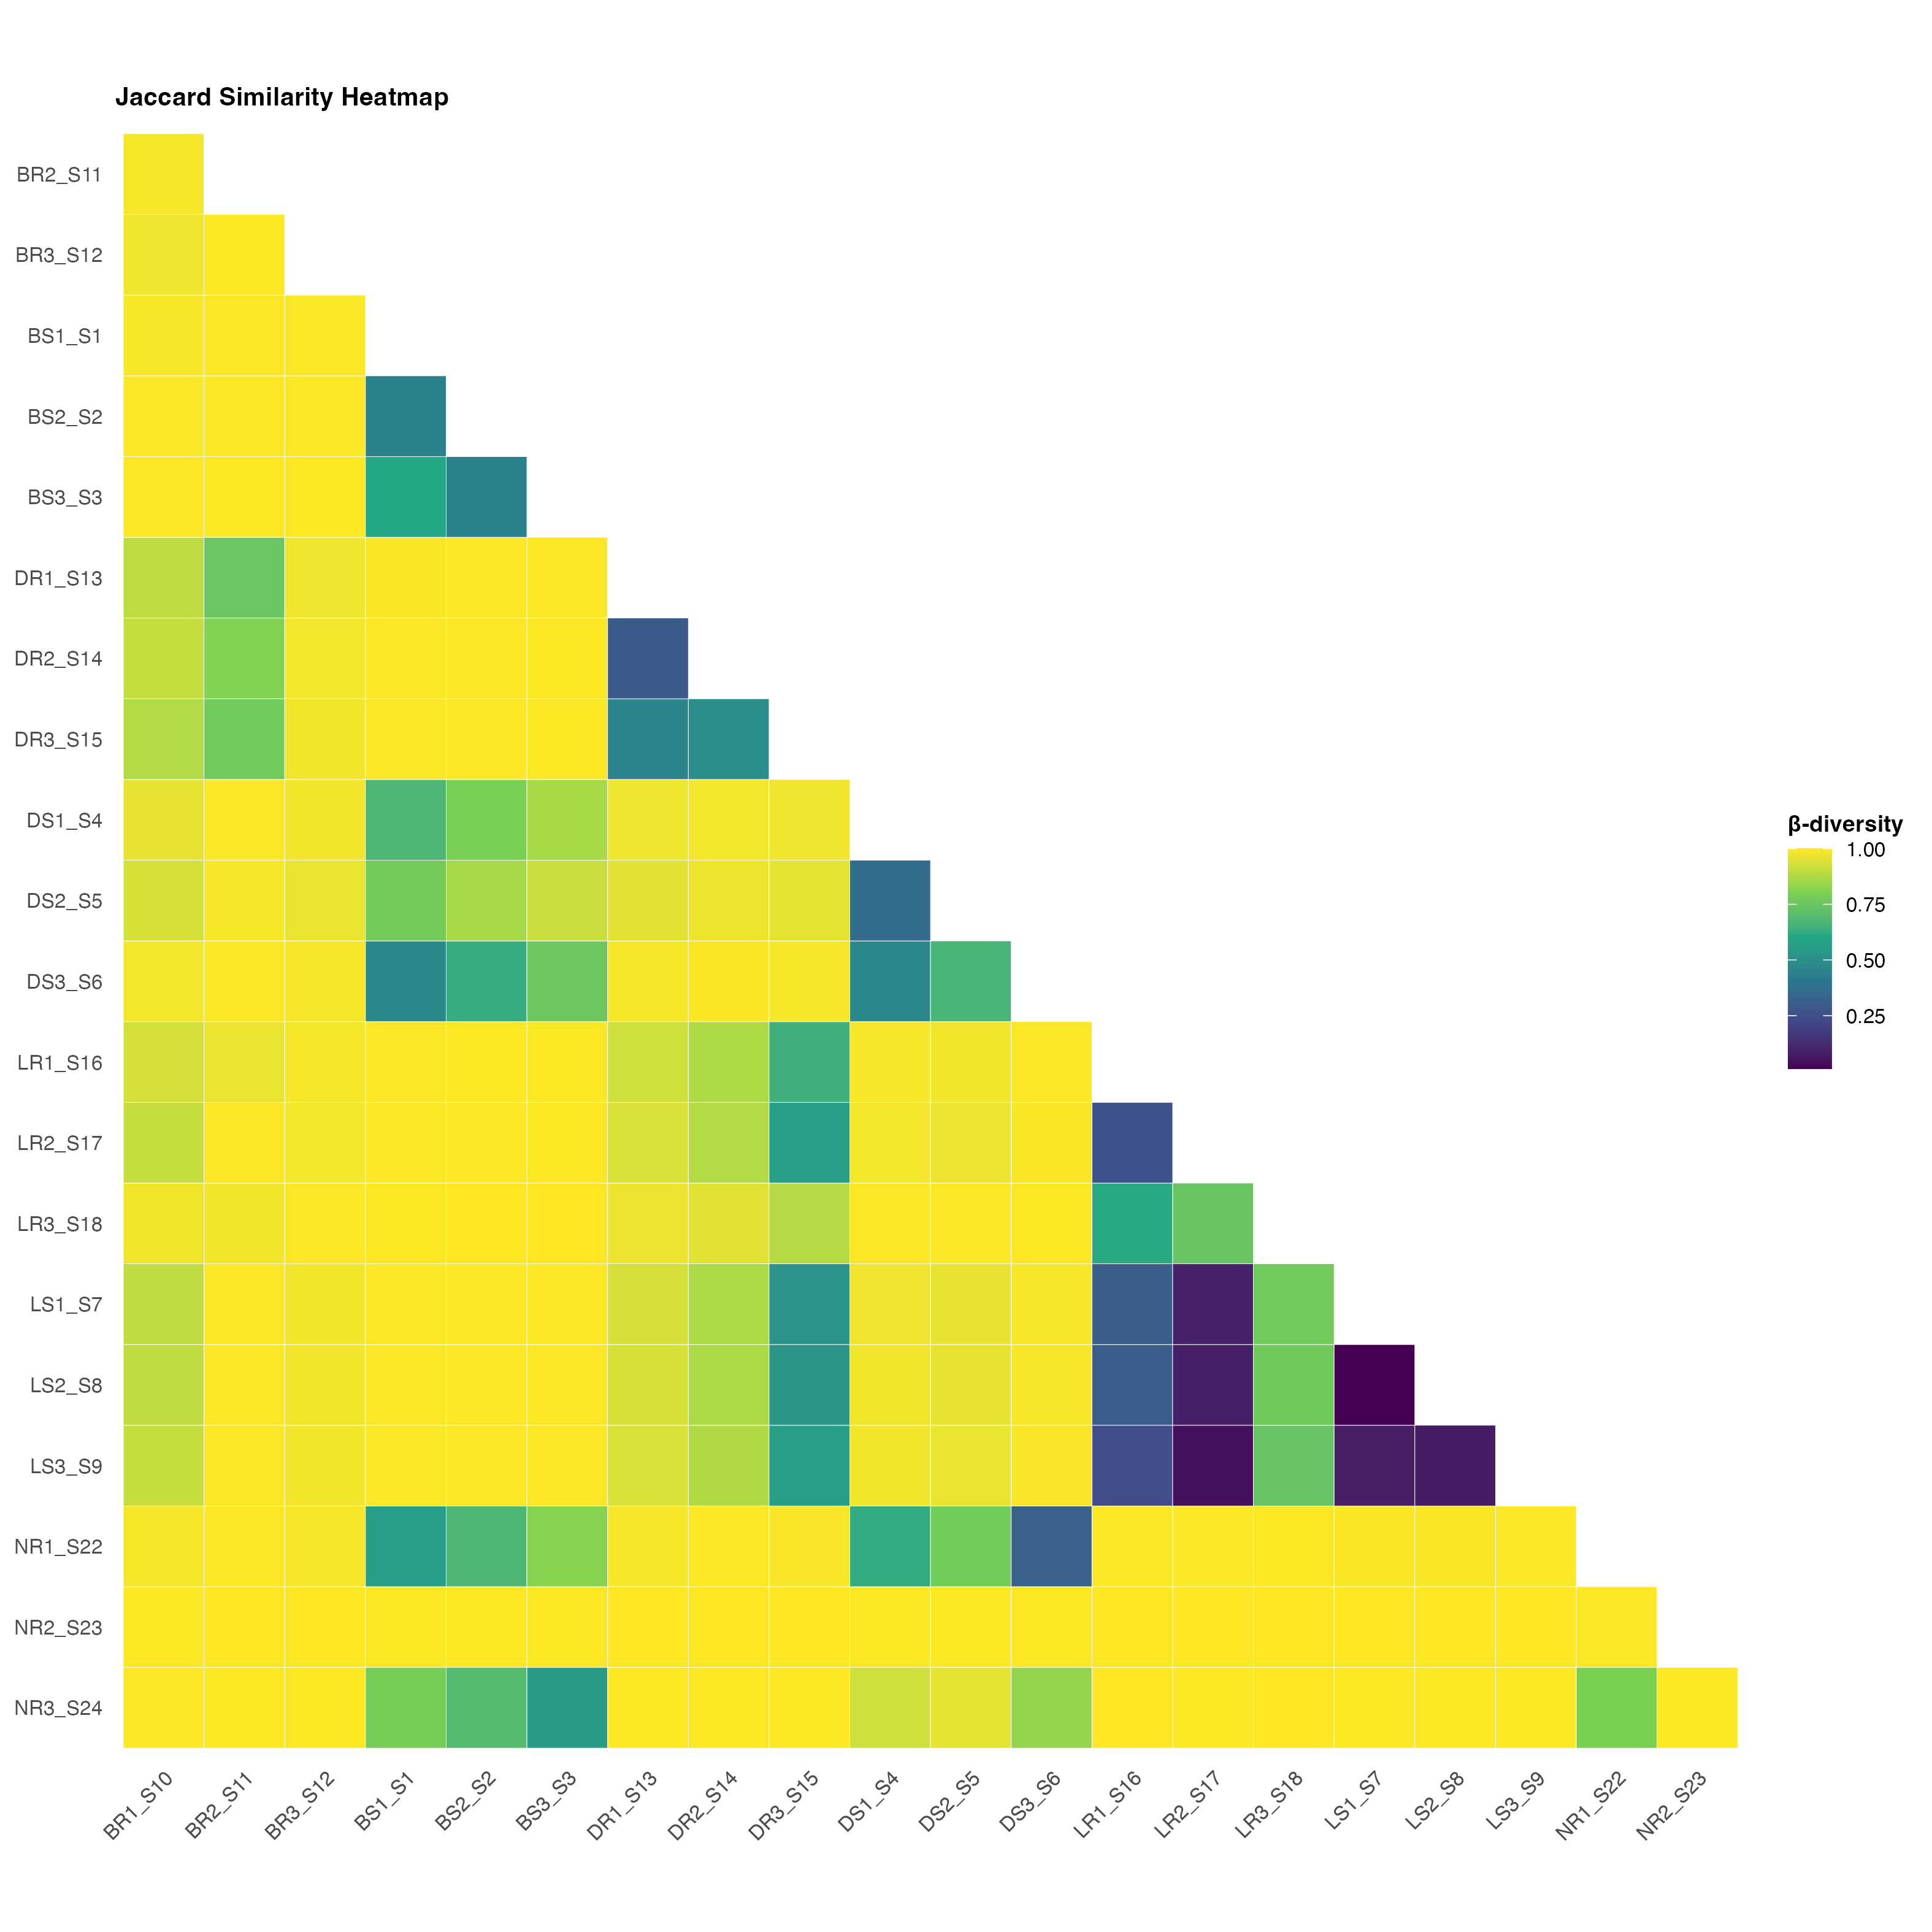 Jaccard Similarity Heatmap
BR2_S11
BR3_S12
BS1_S1
BS2_S2
BS3_S3
DR1_S13
DR2_S14
DR3_S15
DS1_S4
DS2_S5
DS3_S6
LR1_S16
LR2_S17
LR3_S18
LS1_S7
LS2_S8
LS3_S9
NR1_S22
NR2_S23
NR3_S24
BR1_S10
BR2_S11
BR3_S12
BS1_S1
BS2_S2
BS3_S3
DR1_S13
DR2_S14
DR3_S15
DS1_S4
DS2_S5
DS3_S6
LR1_S16
LR2_S17
LR3_S18
LS1_S7
LS2_S8
LS3_S9
NR1_S22
NR2_S23
β-diversity
1.00
0.75
0.50
0.25